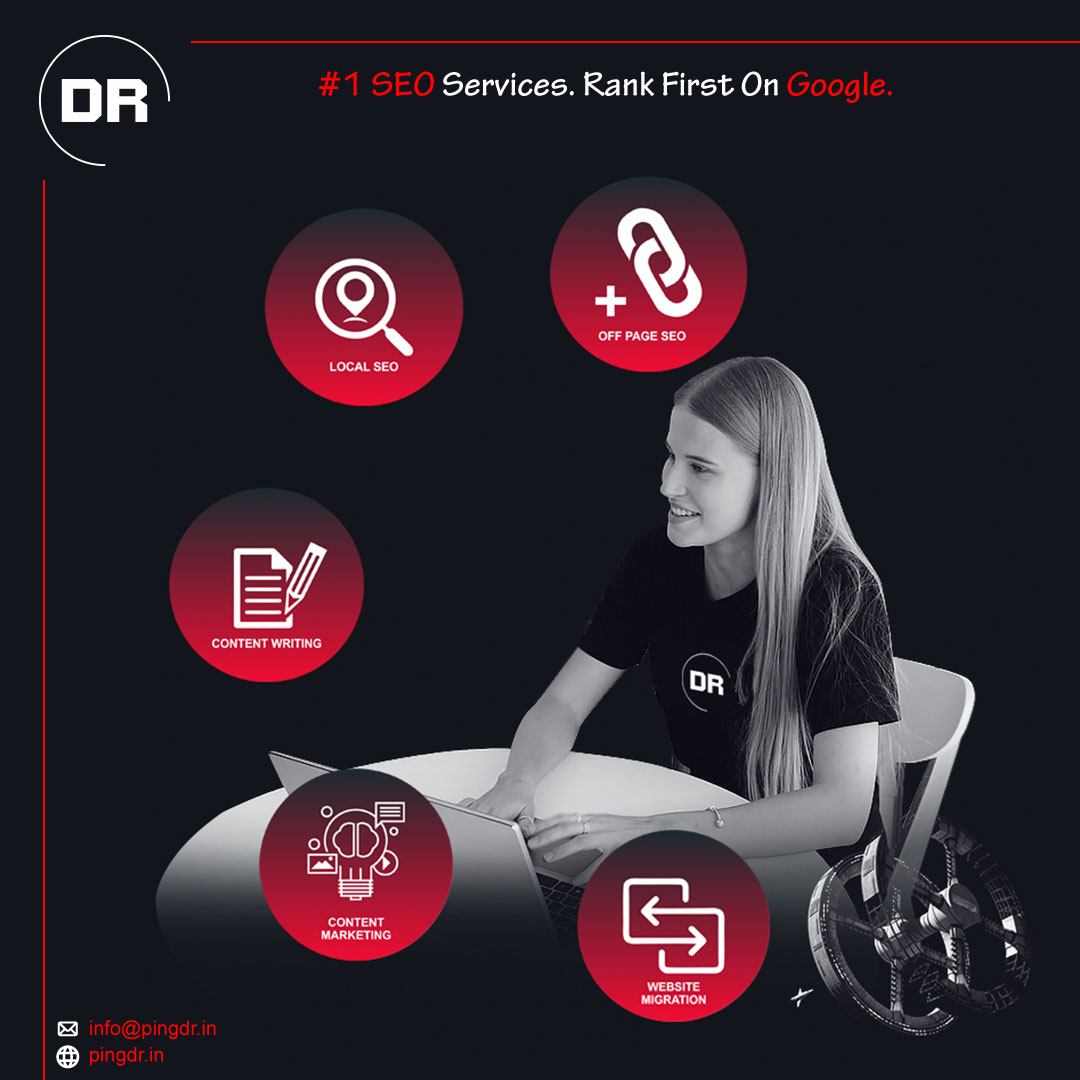 DR
#1 SEO Services. Rank First On Google.
LOCAL SEO
OFF PAGE SEO
CONTENT WRITING
DR
CONTENT
MARKETING
WEBSITE
MIGRATION
info@pingdr.in
pingdr.in